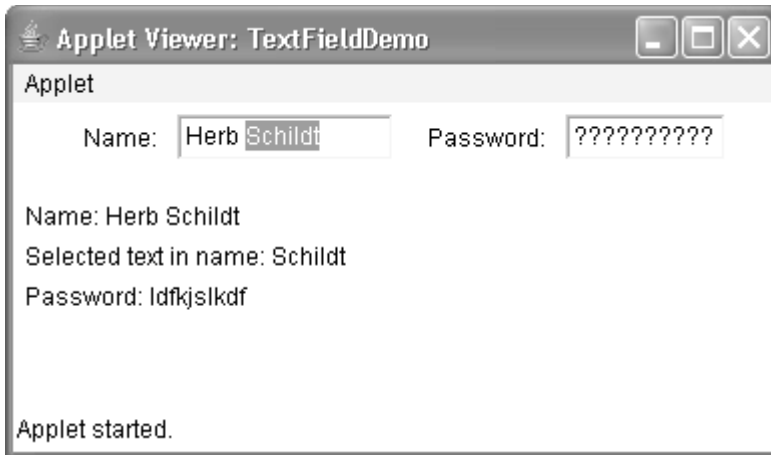 Applet Viewer: TextFieldDemo
Applet
Name: Herb Schildt Password: ??????????
Name: Herb Schildt
Selected text in name: Schildt
Password: ldfkjslkdf
Applet started.